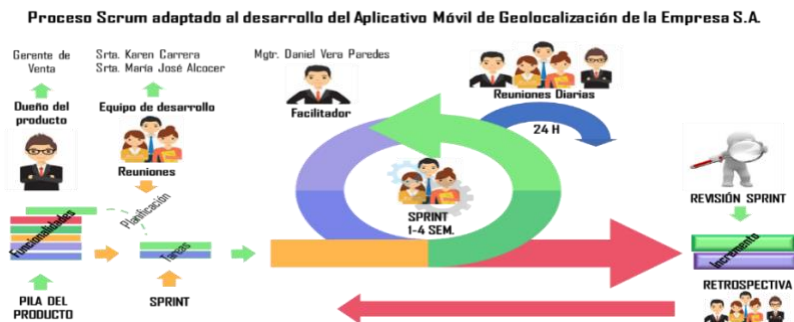 Proceso Scrum adaptado al desarrollo del Aplicativo Móvil de Geolocalización de la Empresa S.A.
Gerente de
Venta
Srta. Karen Carrera
Srta. María José Alcocer
Mgtr. Daniel Vera Paredes
Dueño del
producto
Equipo de desarrollo
Facilitador
Reuniones Diarias
24 H
Reuniones
Planificación
REVISIÓN SPRINT
SPRINT
1-4 SEM.
Funcionalidades
Tareas
Incremento
PILA DEL
PRODUCTO
SPRINT
RETROSPECTIVA